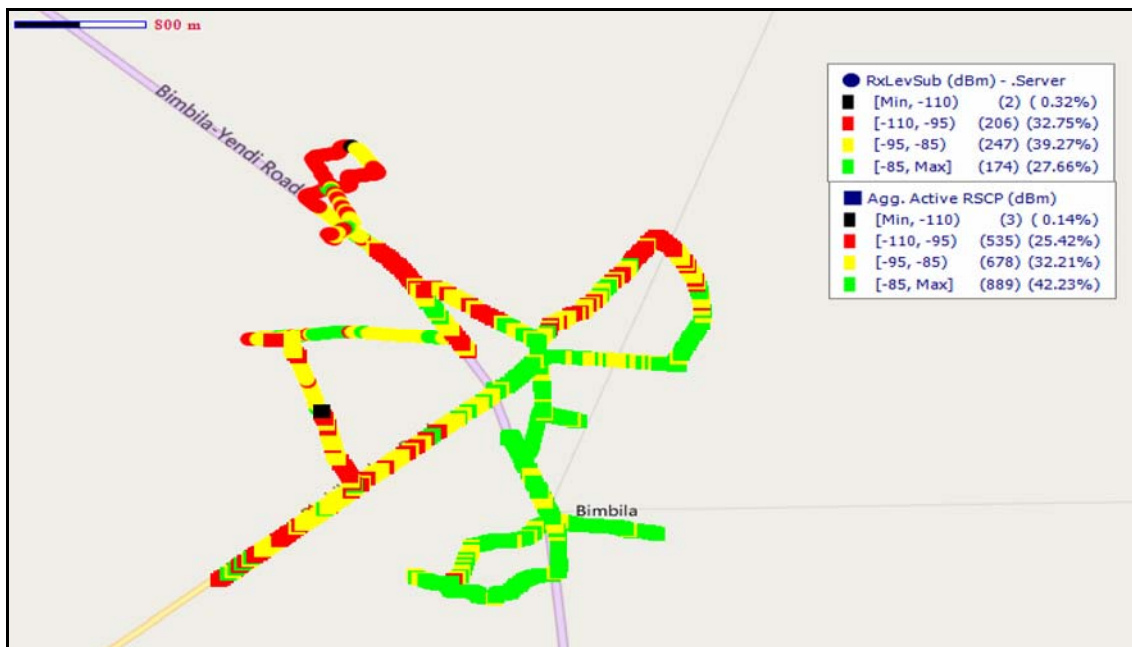 800 m
Bimbila-Yendi Road
RxLevSub (dBm) - .Server
[Min, -110) (2) ( 0.32%)
[-110, -95) (206) (32.75%)
[-95, -85) (247) (39.27%)
[-85, Max] (174) (27.66%)
Agg. Active RSCP (dBm)
[Min, -110) (3) ( 0.14%)
[-110, -95) (535) (25.42%)
[-95, -85) (678) (32.21%)
[-85, Max] (889) (42.23%)
Bimbila